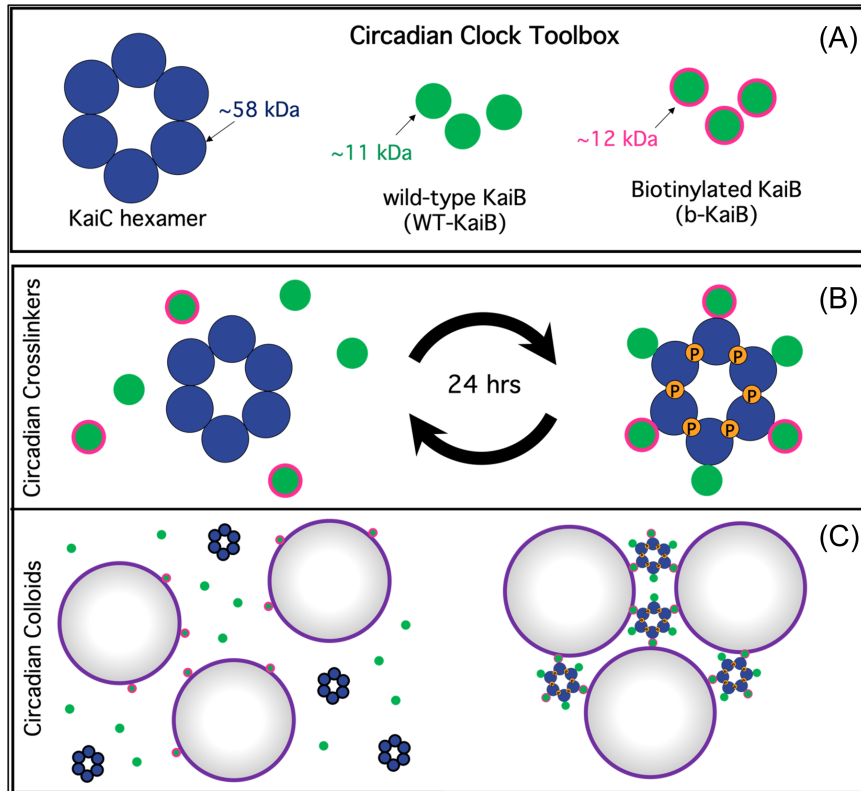 Circadian Clock Toolbox
(A)
~58 kDa
~11 kDa
~12 kDa
KaiC hexamer
wild-type KaiB
(WT-KaiB)
Biotinylated KaiB
(b-KaiB)
Circadian Crosslinkers
(B)
24 hrs
P
P
P
P
P
P
Circadian Colloids
(C)